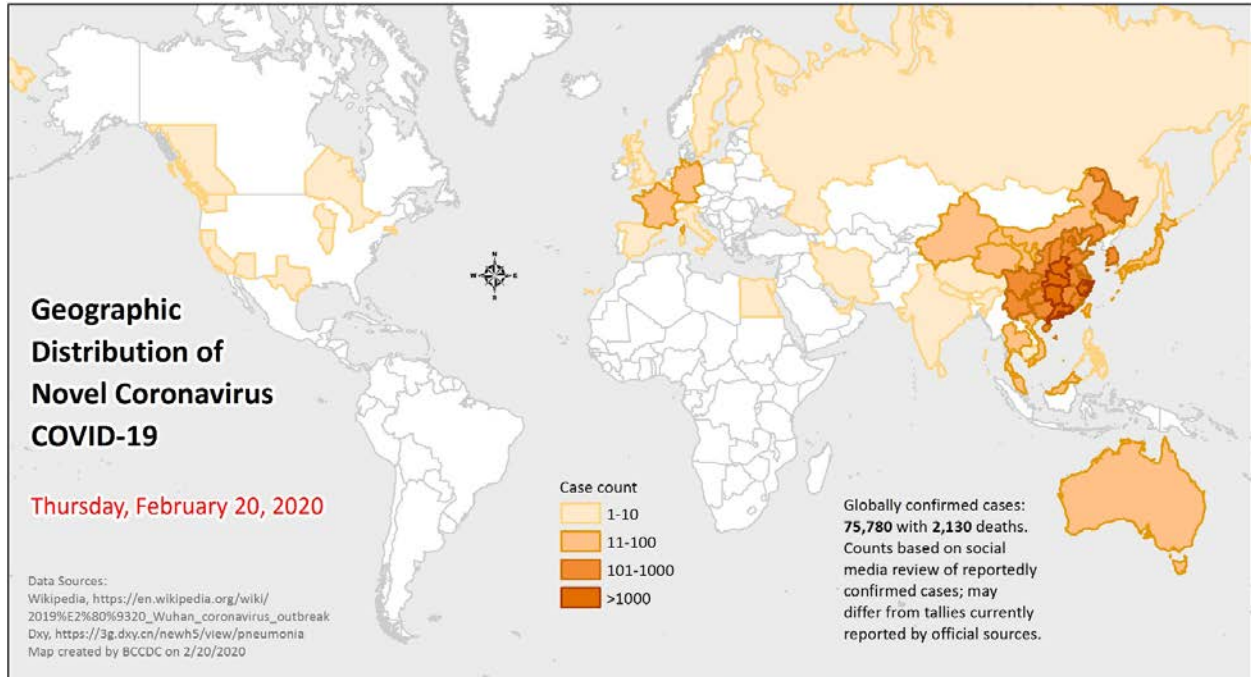 Geographic
Distribution of
Novel Coronavirus
COVID-19
Thursday, February 20, 2020
Data Sources:
Wikipedia, https://en.wikipedia.org/wiki/
2019%E2%80%9320_Wuhan_coronavirus_outbreak
Dxy, https://3g.dxy.cn/newh5/view/pneumonia
Map created by BCCDC on 2/20/2020
N
W
E
S
Case count
1-10
11-100
101-1000
>1000
Globally confirmed cases:
75,780 with 2,130 deaths.
Counts based on social
media review of reportedly
confirmed cases; may
differ from tallies currently
reported by official sources.